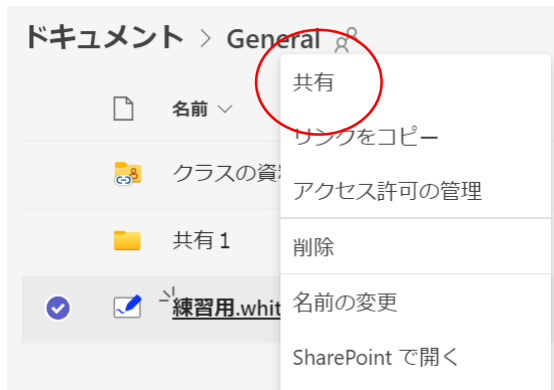 ドキュメント > General
共有
名前
リンクをコピー
クラスの資
アクセス許可の管理
共有 1
削除
練習用.whit
名前の変更
SharePoint で開く